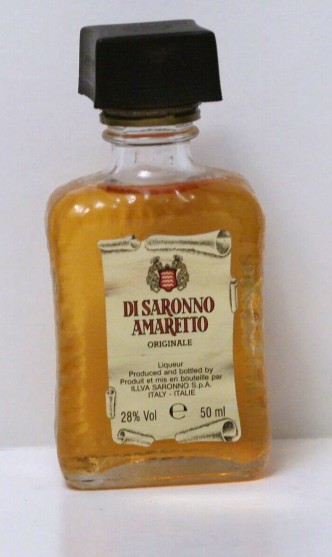 DI SARONNO
AMARETTO
ORIGINALE
Liqueur
Produced and bottled by
Produit et mis en bouteille par
ILLVA SARONNO S.p.A.
ITALY - ITALIE
28% Vol ℮ 50 ml